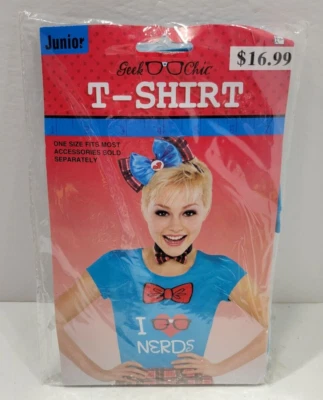 Junior
$16.99
Geek Chic
T-SHIRT
ONE SIZE FITS MOST
ACCESSORIES SOLD
SEPARATELY
I
NERDS